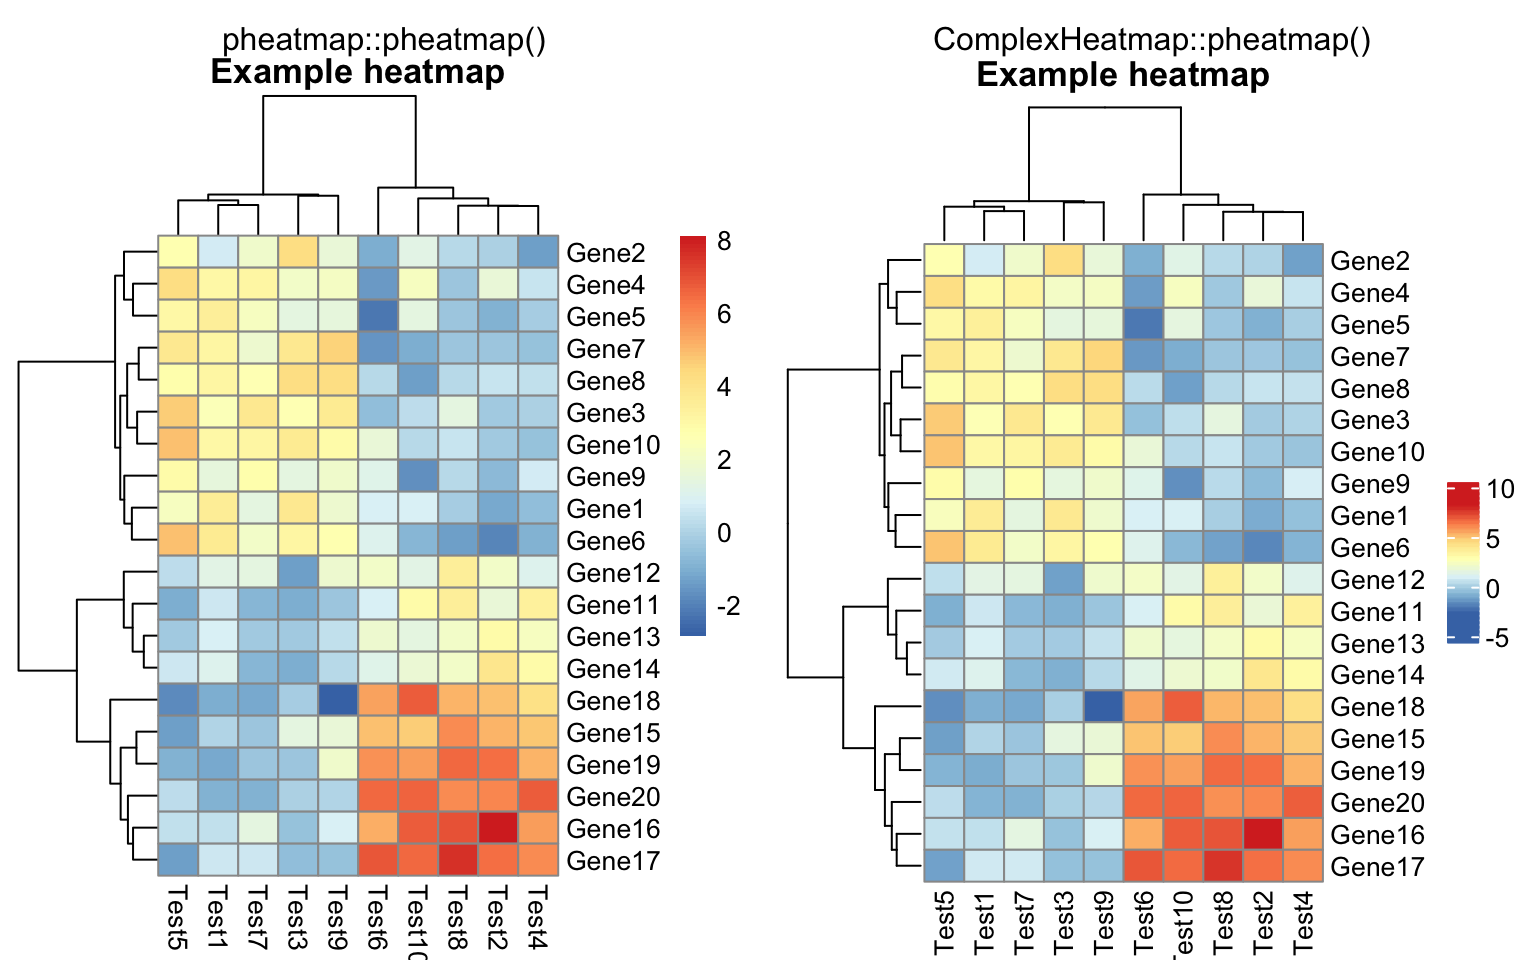 pheatmap::pheatmap()
Example heatmap
8
6
4
2
0
-2
Gene2
Gene4
Gene5
Gene7
Gene8
Gene3
Gene10
Gene9
Gene1
Gene6
Gene12
Gene11
Gene13
Gene14
Gene18
Gene15
Gene19
Gene20
Gene16
Gene17
Test5
Test1
Test7
Test3
Test9
Test6
Test10
Test8
Test2
Test4
ComplexHeatmap::pheatmap()
Example heatmap
Gene2
Gene4
Gene5
Gene7
Gene8
Gene3
Gene10
Gene9
Gene1
Gene6
Gene12
Gene11
Gene13
Gene14
Gene18
Gene15
Gene19
Gene20
Gene16
Gene17
10
5
0
-5
Test5
Test1
Test7
Test3
Test9
Test6
Test10
Test8
Test2
Test4